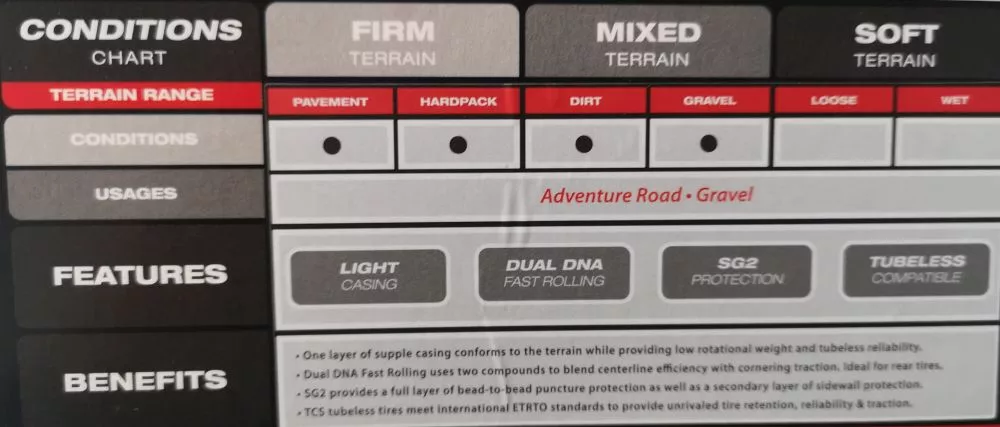 CONDITIONS
CHART
FIRM
TERRAIN
MIXED
TERRAIN
SOFT
TERRAIN
TERRAIN RANGE
PAVEMENT
HARDPACK
DIRT
GRAVEL
LOOSE
WET
CONDITIONS
USAGES
Adventure Road • Gravel
FEATURES
LIGHT
CASING
DUAL DNA
FAST ROLLING
SG2
PROTECTION
TUBELESS
COMPATIBLE
BENEFITS
• One layer of supple casing conforms to the terrain while providing low rotational weight and tubeless reliability.
• Dual DNA Fast Rolling uses two compounds to blend centerline efficiency with cornering traction. Ideal for rear tires.
• SG2 provides a full layer of bead-to-bead puncture protection as well as a secondary layer of sidewall protection.
• TCS tubeless tires meet international ETRTO standards to provide unrivaled tire retention, reliability & traction.